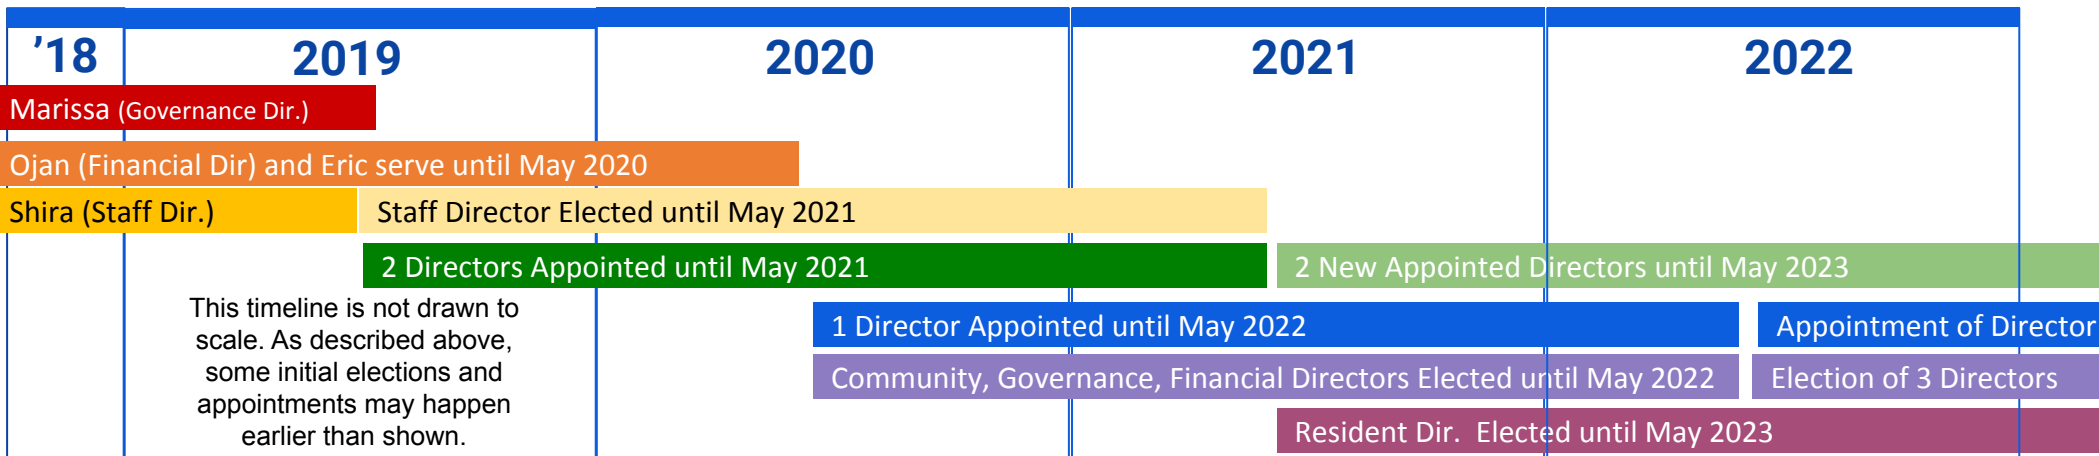 ’18 2019 2020 2021 2022
Marissa (Governance Dir.)
Ojan (Financial Dir) and Eric serve until May 2020
Shira (Staff Dir.) Staff Director Elected until May 2021
2 Directors Appointed until May 2021 2 New Appointed Directors until May 2023
This timeline is not drawn to
scale. As described above,
some initial elections and
appointments may happen
earlier than shown.
1 Director Appointed until May 2022 Appointment of Director
Community, Governance, Financial Directors Elected until May 2022 Election of 3 Directors
Resident Dir. Elected until May 2023